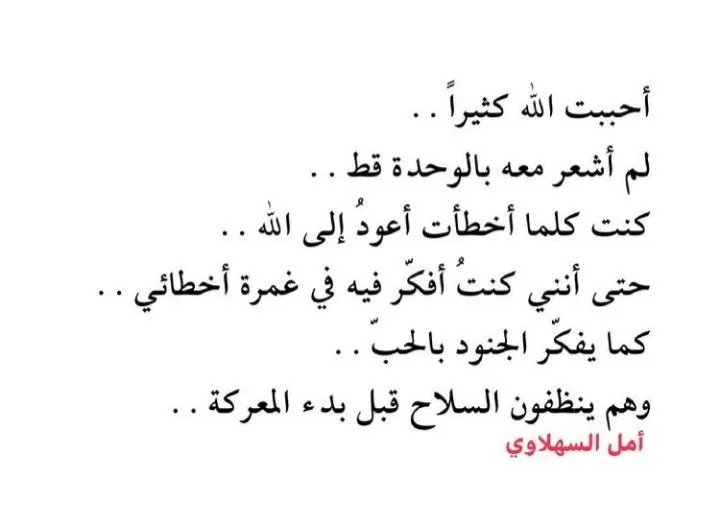 أحببت الله كثيراً . .
لم أشعر معه بالوحدة قط . .
كنت كلما أخطأت أعودُ إلى الله . .
حتى أنني كنتُ أفكّر فيه في غمرة أخطائي . .
كما يفكّر الجنود بالحبّ . .
وهم ينظفون السلاح قبل بدء المعركة . .
أمل السهلاوي